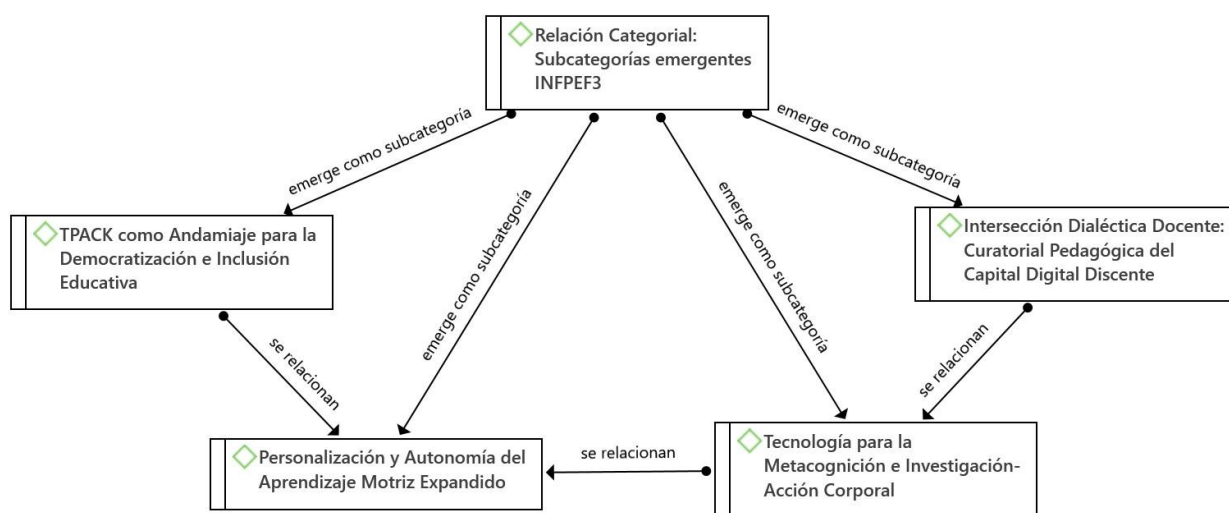 Relación Categorial:
Subcategorías emergentes
INFPEF3
emerge como subcategoría
emerge como subcategoría
emerge como subcategoría
emerge como subcategoría
TPACK como Andamiaje para la
Democratización e Inclusión
Educativa
Intersección Dialéctica Docente:
Curatorial Pedagógica del
Capital Digital Discente
se relacionan
se relacionan
Personalización y Autonomía del
Aprendizaje Motriz Expandido
se relacionan
Tecnología para la
Metacognición e Investigación-
Acción Corporal